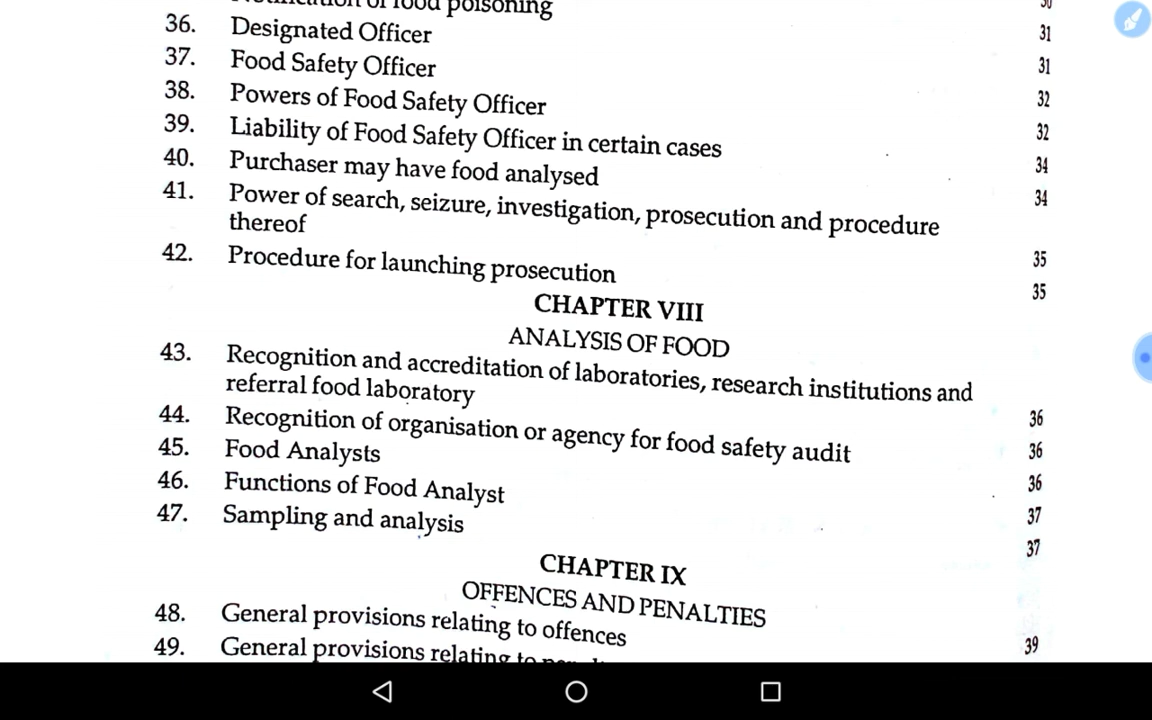 of food poisoning 30
36. Designated Officer 31
37. Food Safety Officer 31
38. Powers of Food Safety Officer 32
39. Liability of Food Safety Officer in certain cases 32
40. Purchaser may have food analysed 34
41. Power of search, seizure, investigation, prosecution and procedure 34
thereof
42. Procedure for launching prosecution 35
35
CHAPTER VIII
ANALYSIS OF FOOD
43. Recognition and accreditation of laboratories, research institutions and
referral food laboratory 36
44. Recognition of organisation or agency for food safety audit 36
45. Food Analysts 36
46. Functions of Food Analyst 37
47. Sampling and analysis 37
CHAPTER IX
OFFENCES AND PENALTIES
48. General provisions relating to offences 39
49. General provisions relating to